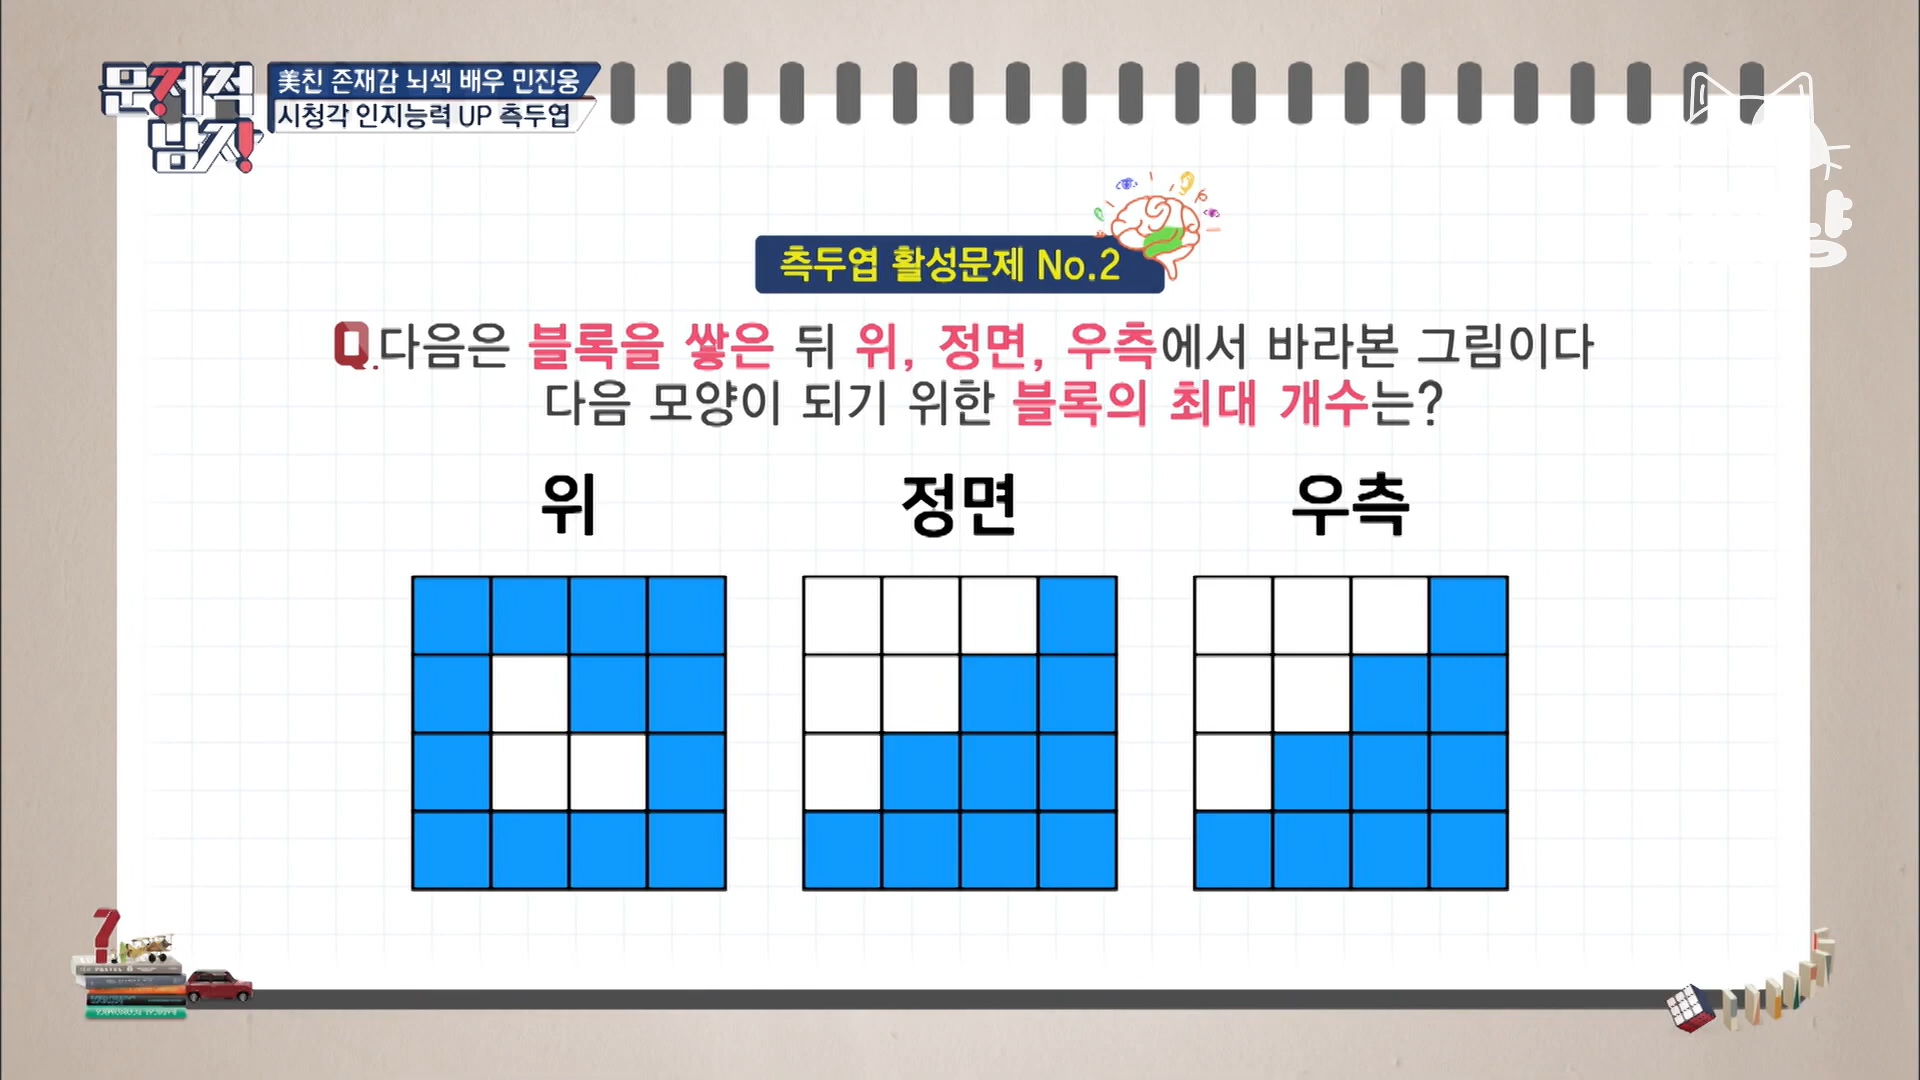 문제적
남자!
美친 존재감 뇌섹 배우 민진웅
시청각 인지능력 UP 측두엽
측두엽 활성문제 No.2
Q.다음은 블록을 쌓은 뒤 위, 정면, 우측에서 바라본 그림이다
다음 모양이 되기 위한 블록의 최대 개수는?
위
정면
우측